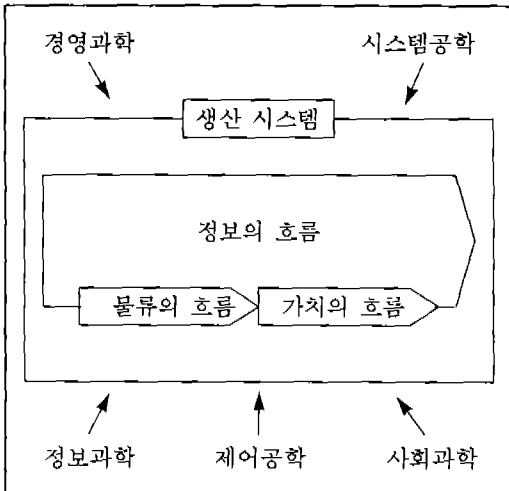 경영과학 시스템공학
생산 시스템
정보의 흐름
물류의 흐름 가치의 흐름
정보과학 제어공학 사회과학